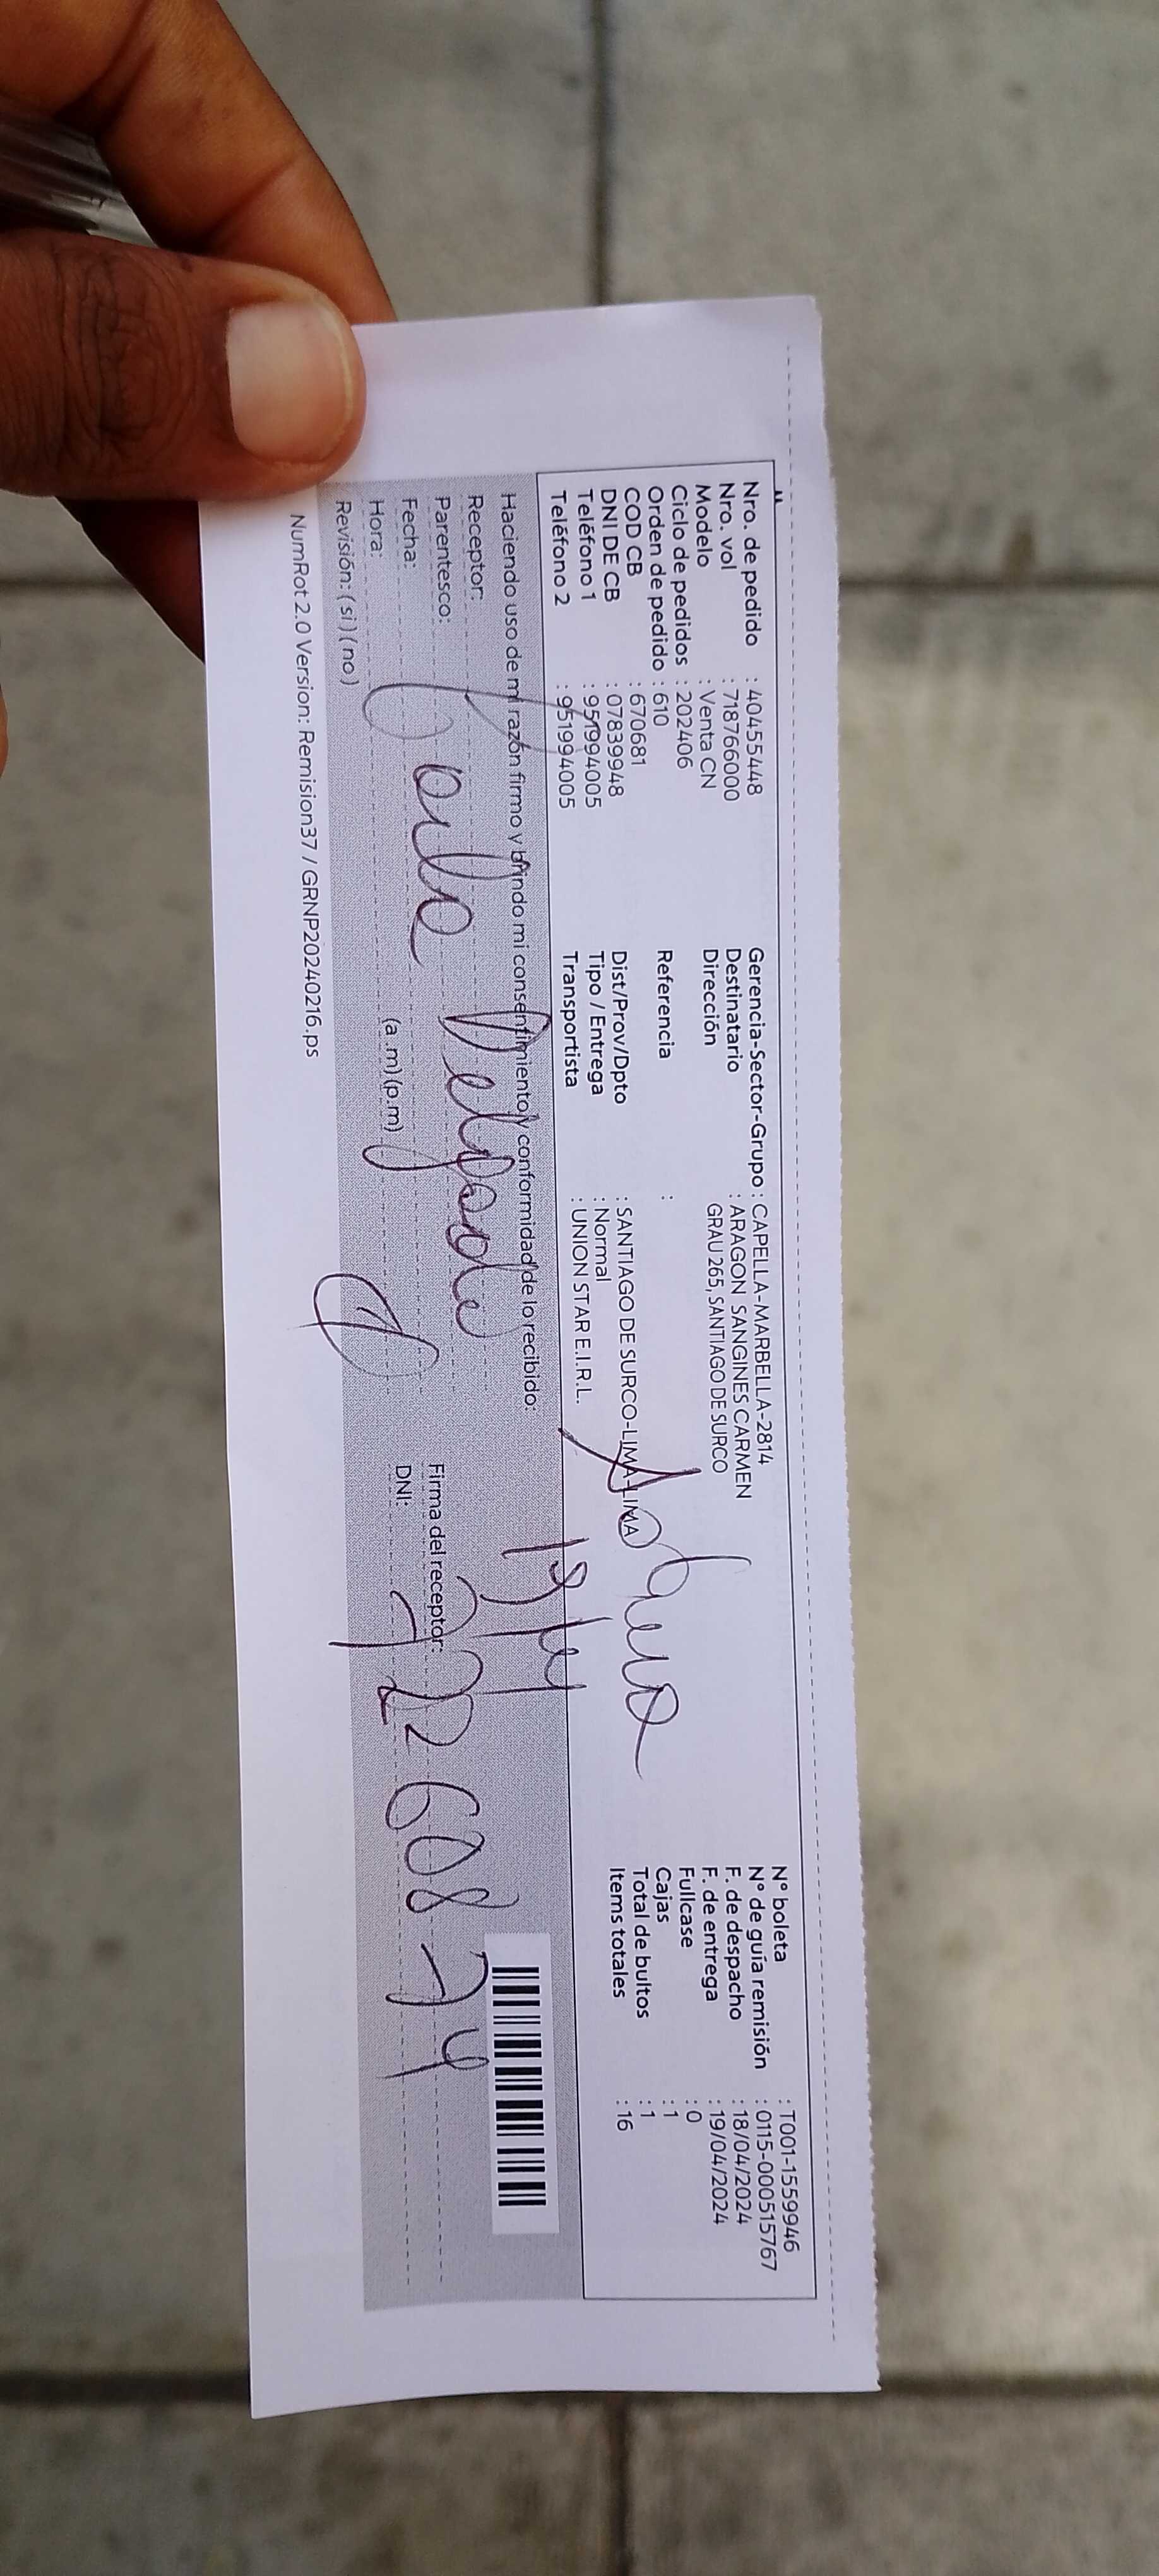 Nro. de pedido : 40455448
Nro. vol : 718766000
Modelo : Venta CN
Ciclo de pedidos : 202406
Orden de pedido : 610
COD CB : 670681
DNI DE CB : 07839948
Teléfono 1 : 951994005
Teléfono 2 : 951994005
Gerencia-Sector-Grupo : CAPELLA-MARBELLA-2814
Destinatario : ARAGON SANGINES CARMEN
Dirección GRAU 265, SANTIAGO DE SURCO
Referencia :
Dist/Prov/Dpto : SANTIAGO DE SURCO-LIMA-LIMA
Tipo / Entrega : Normal
Transportista : UNION STAR E.I.R.L.
N° boleta : T001-1559946
N° de guía remisión : 0115-000515767
F. de despacho : 18/04/2024
F. de entrega : 19/04/2024
Fullcase : 0
Cajas : 1
Total de bultos : 1
Items totales : 16
Haciendo uso de mi razón firmo y brindo mi consentimiento y conformidad de lo recibido:
Receptor:
Parentesco: Delgado
Fecha:
Hora: (a.m) (p.m)
Revisión: ( si ) ( no )
19/4
Firma del receptor:
DNI:
NumRot 2.0 Version: Remision37 / GRNP20240216.ps